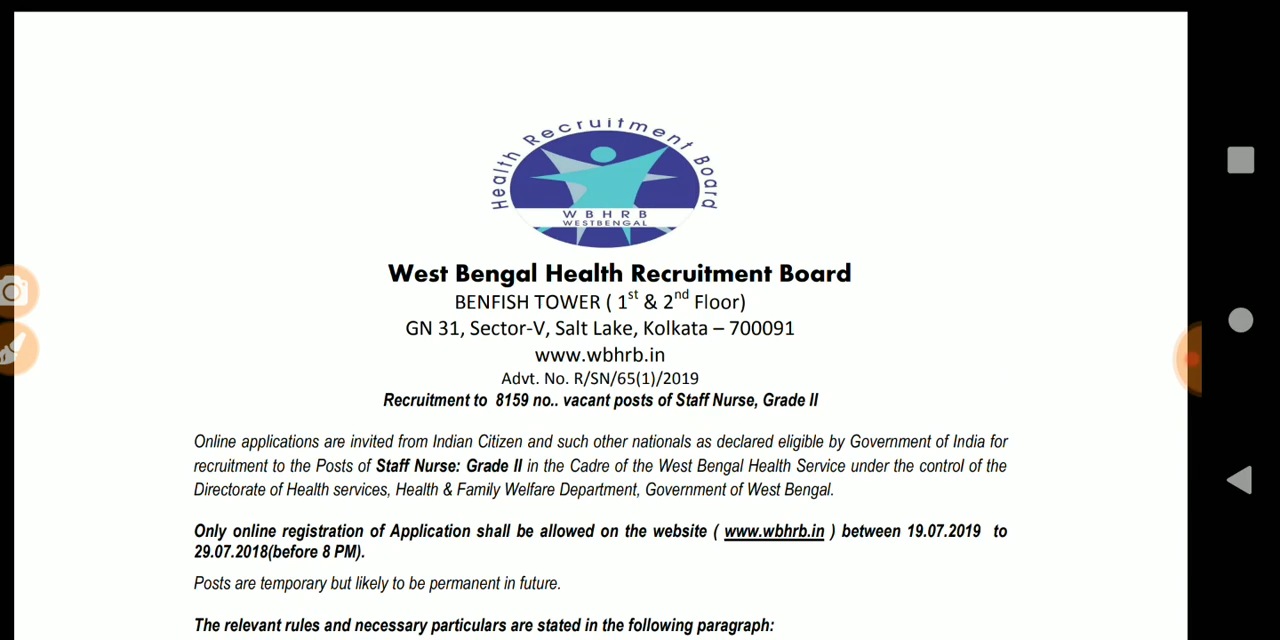 Health Recruitment Board
W B H R B
WESTBENGAL
West Bengal Health Recruitment Board
BENFISH TOWER ( 1st & 2nd Floor)
GN 31, Sector-V, Salt Lake, Kolkata – 700091
www.wbhrb.in
Advt. No. R/SN/65(1)/2019
Recruitment to 8159 no.. vacant posts of Staff Nurse, Grade II
Online applications are invited from Indian Citizen and such other nationals as declared eligible by Government of India for
recruitment to the Posts of Staff Nurse: Grade II in the Cadre of the West Bengal Health Service under the control of the
Directorate of Health services, Health & Family Welfare Department, Government of West Bengal.
Only online registration of Application shall be allowed on the website ( www.wbhrb.in ) between 19.07.2019 to
29.07.2018(before 8 PM).
Posts are temporary but likely to be permanent in future.
The relevant rules and necessary particulars are stated in the following paragraph: